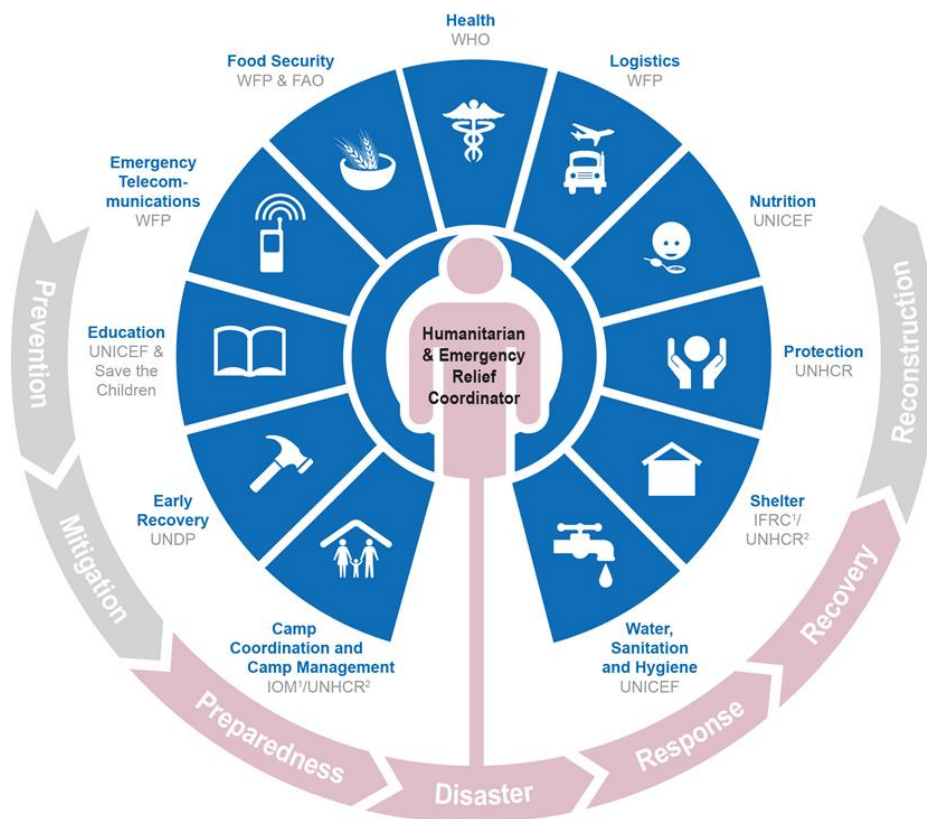 Health
WHO
Logistics
WFP
Nutrition
UNICEF
Protection
UNHCR
Shelter
IFRC¹/
UNHCR²
Water,
Sanitation
and Hygiene
UNICEF
Camp
Coordination and
Camp Management
IOM¹/UNHCR²
Early
Recovery
UNDP
Education
UNICEF &
Save the
Children
Emergency
Telecom-
munications
WFP
Food Security
WFP & FAO
Humanitarian
& Emergency
Relief
Coordinator
Prevention
Mitigation
Preparedness
Disaster
Response
Recovery
Reconstruction